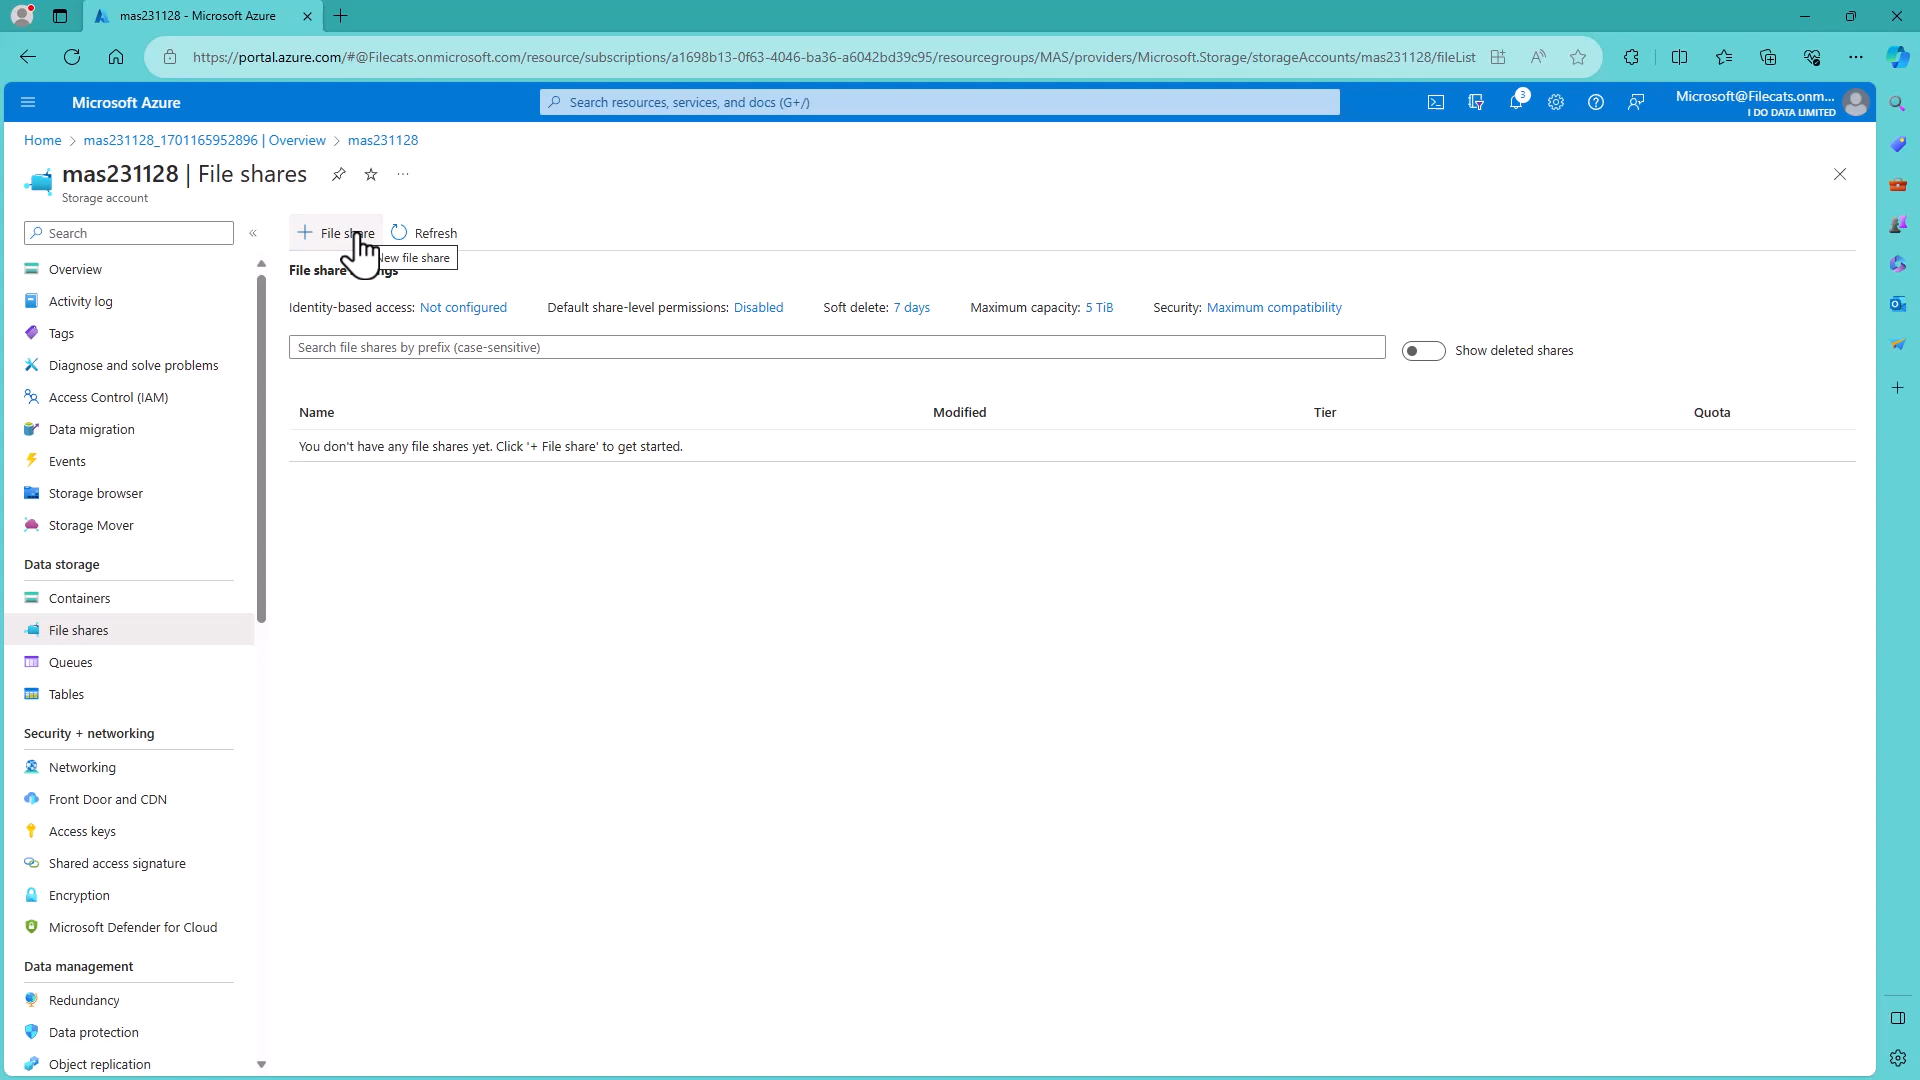 mas231128 - Microsoft Azure
https://portal.azure.com/#@Filecats.onmicrosoft.com/resource/subscriptions/a1698b13-0f63-4046-ba36-a6042bd39c95/resourcegroups/MAS/providers/Microsoft.Storage/storageAccounts/mas231128/fileList
Microsoft Azure
Search resources, services, and docs (G+/)
3
Microsoft@Filecats.onm...
I DO DATA LIMITED
Home > mas231128_1701165952896 | Overview > mas231128
mas231128 | File shares
Storage account
Search
File share
Refresh
New file share
File share
Identity-based access: Not configured
Default share-level permissions: Disabled
Soft delete: 7 days
Maximum capacity: 5 TiB
Security: Maximum compatibility
Search file shares by prefix (case-sensitive)
Show deleted shares
Name
Modified
Tier
Quota
You don't have any file shares yet. Click '+ File share' to get started.
Overview
Activity log
Tags
Diagnose and solve problems
Access Control (IAM)
Data migration
Events
Storage browser
Storage Mover
Data storage
Containers
File shares
Queues
Tables
Security + networking
Networking
Front Door and CDN
Access keys
Shared access signature
Encryption
Microsoft Defender for Cloud
Data management
Redundancy
Data protection
Object replication